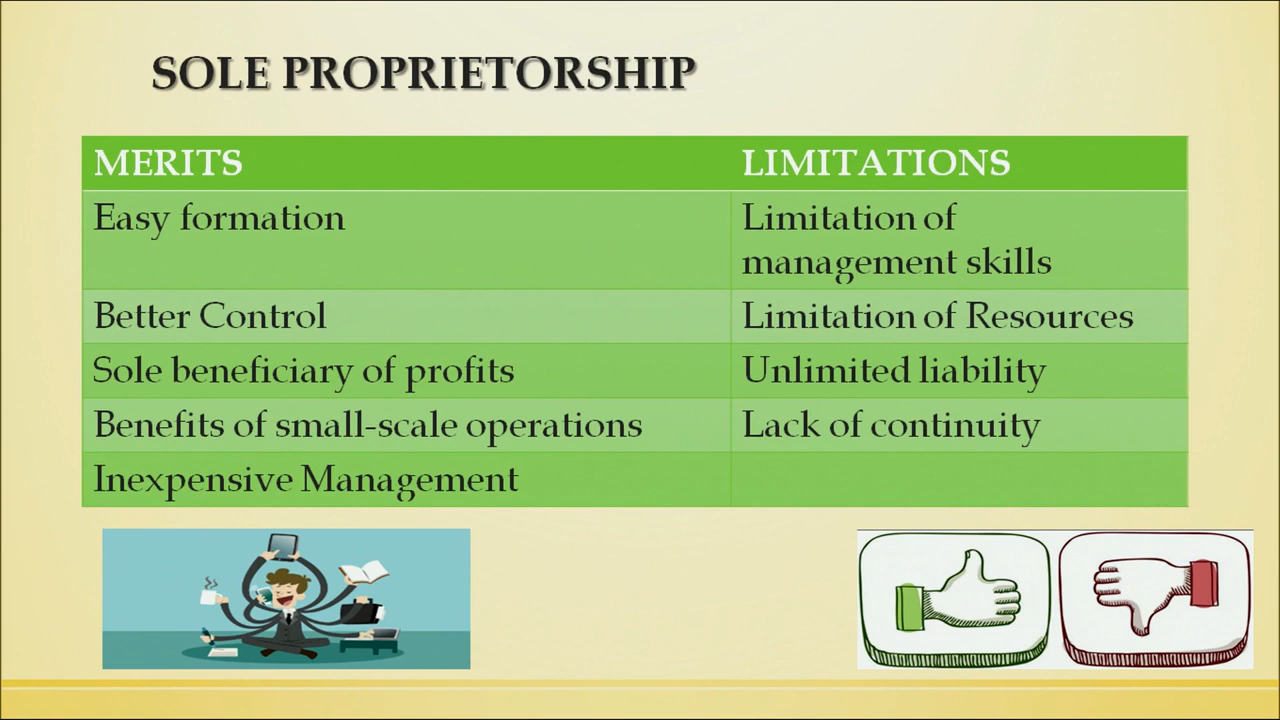 SOLE PROPRIETORSHIP
MERITS
LIMITATIONS
Easy formation
Limitation of
management skills
Better Control
Limitation of Resources
Sole beneficiary of profits
Unlimited liability
Benefits of small-scale operations
Lack of continuity
Inexpensive Management